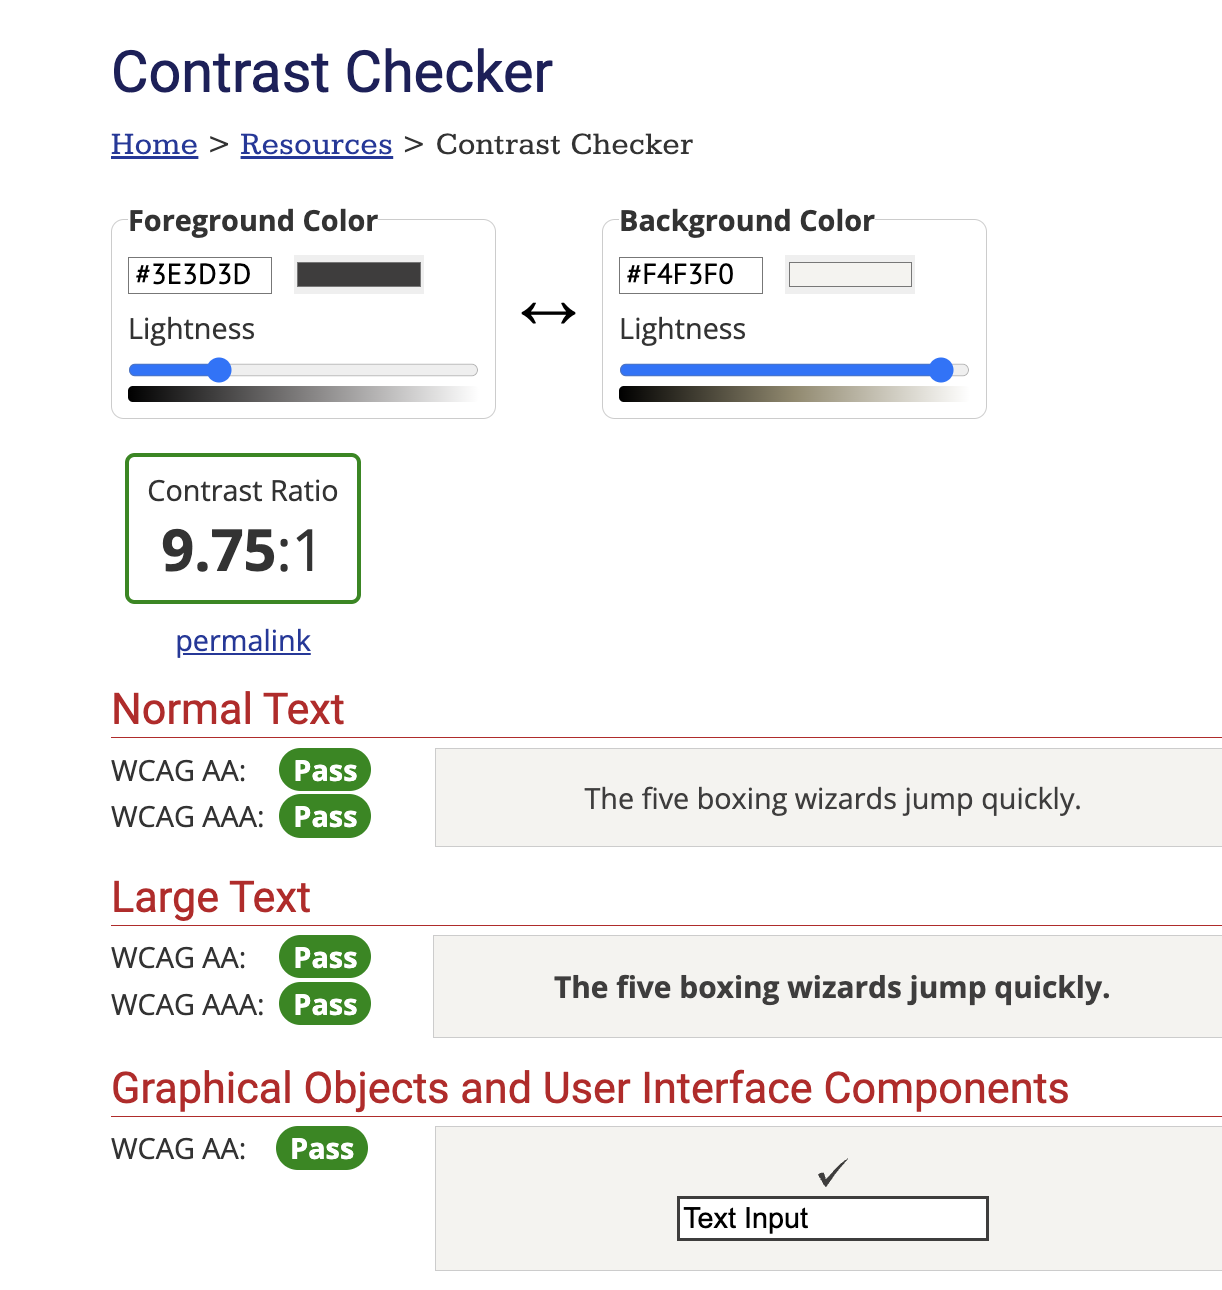 Contrast Checker
Home > Resources > Contrast Checker
Foreground Color
#3E3D3D
Lightness
Background Color
#F4F3F0
Lightness
Contrast Ratio
9.75:1
permalink
Normal Text
WCAG AA: Pass
WCAG AAA: Pass
The five boxing wizards jump quickly.
Large Text
WCAG AA: Pass
WCAG AAA: Pass
The five boxing wizards jump quickly.
Graphical Objects and User Interface Components
WCAG AA: Pass
✓
Text Input